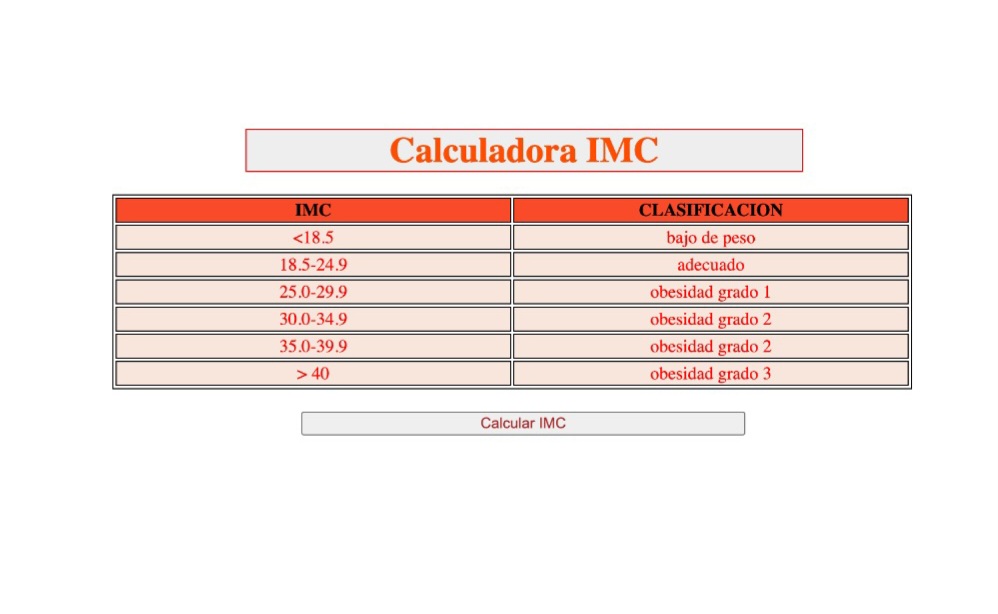 Calculadora IMC
IMC CLASIFICACION
<18.5 bajo de peso
18.5-24.9 adecuado
25.0-29.9 obesidad grado 1
30.0-34.9 obesidad grado 2
35.0-39.9 obesidad grado 2
> 40 obesidad grado 3
Calcular IMC